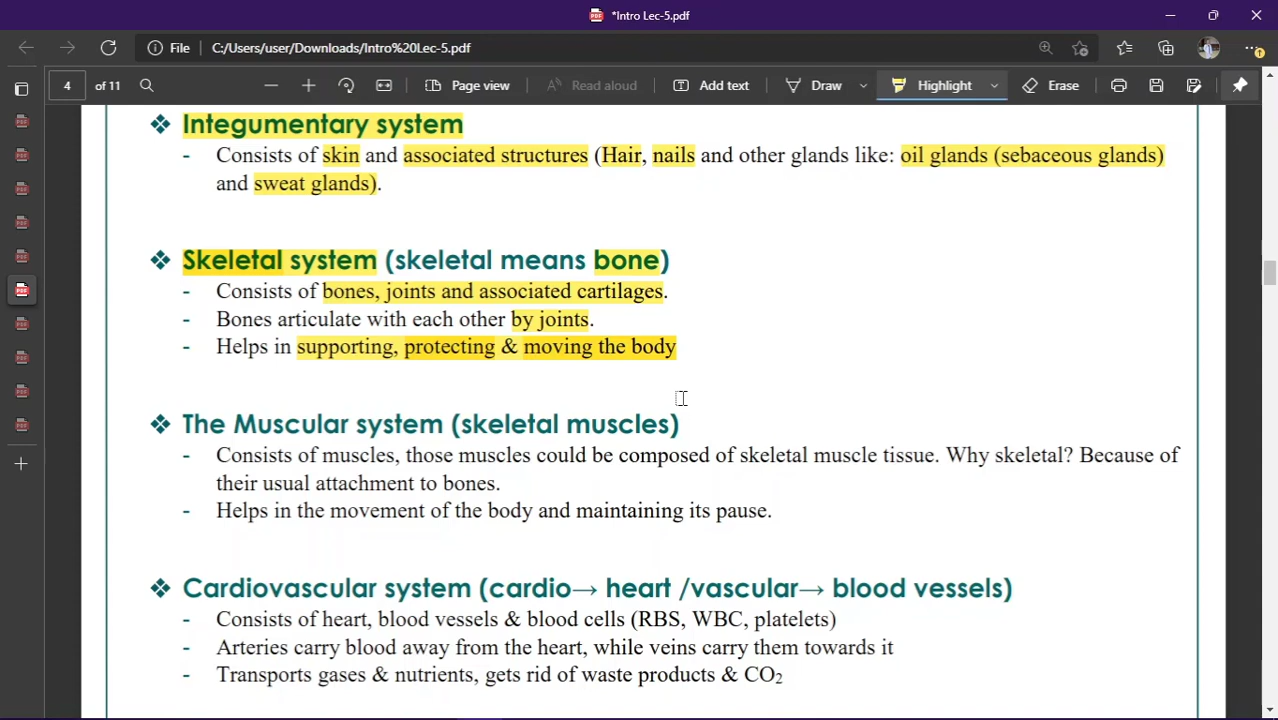 *Intro Lec-5.pdf
File C:/Users/user/Downloads/Intro%20Lec-5.pdf
4 of 11 Page view Read aloud Add text Draw Highlight Erase
❖ Integumentary system
- Consists of skin and associated structures (Hair, nails and other glands like: oil glands (sebaceous glands)
and sweat glands).
❖ Skeletal system (skeletal means bone)
- Consists of bones, joints and associated cartilages.
- Bones articulate with each other by joints.
- Helps in supporting, protecting & moving the body
❖ The Muscular system (skeletal muscles)
- Consists of muscles, those muscles could be composed of skeletal muscle tissue. Why skeletal? Because of
their usual attachment to bones.
- Helps in the movement of the body and maintaining its pause.
❖ Cardiovascular system (cardio→ heart /vascular→ blood vessels)
- Consists of heart, blood vessels & blood cells (RBS, WBC, platelets)
- Arteries carry blood away from the heart, while veins carry them towards it
- Transports gases & nutrients, gets rid of waste products & CO₂